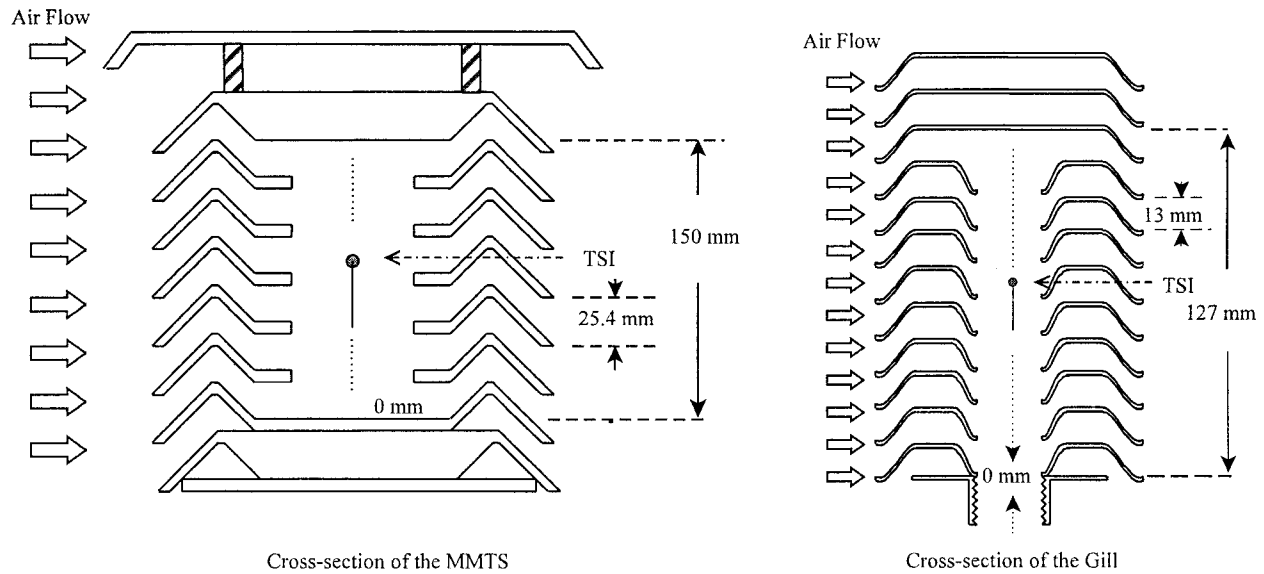 Air Flow
TSI
150 mm
25.4 mm
0 mm
Cross-section of the MMTS
Air Flow
13 mm
TSI
127 mm
0 mm
Cross-section of the Gill